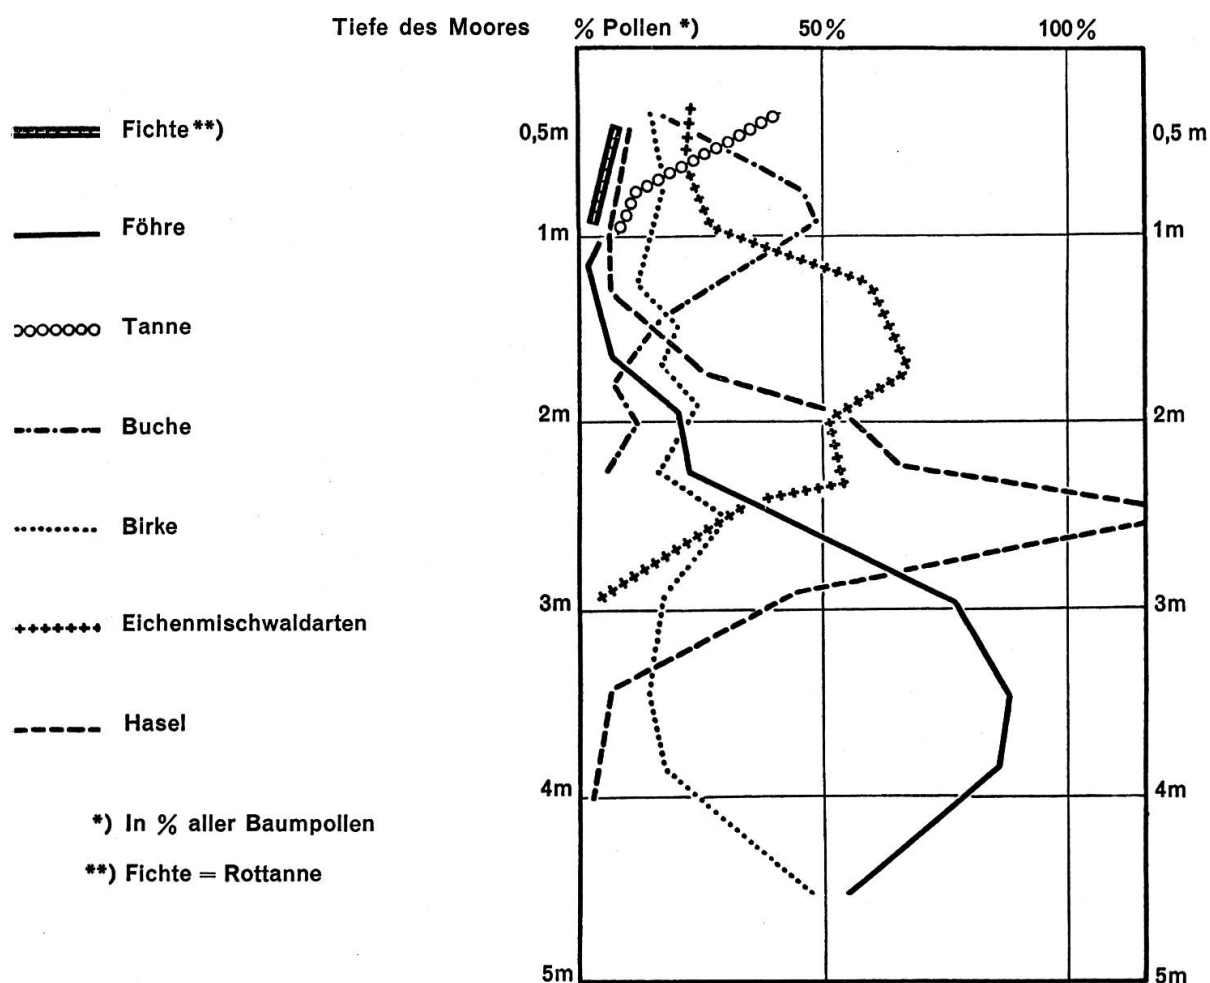 Tiefe des Moores % Pollen *) 50% 100%
Fichte**) 0,5m 0,5 m
Föhre 1m 1m
Tanne
Buche 2m 2m
Birke
Eichenmischwaldarten 3m 3m
Hasel
4m 4m
*) In % aller Baumpollen
**) Fichte = Rottanne
5m 5m